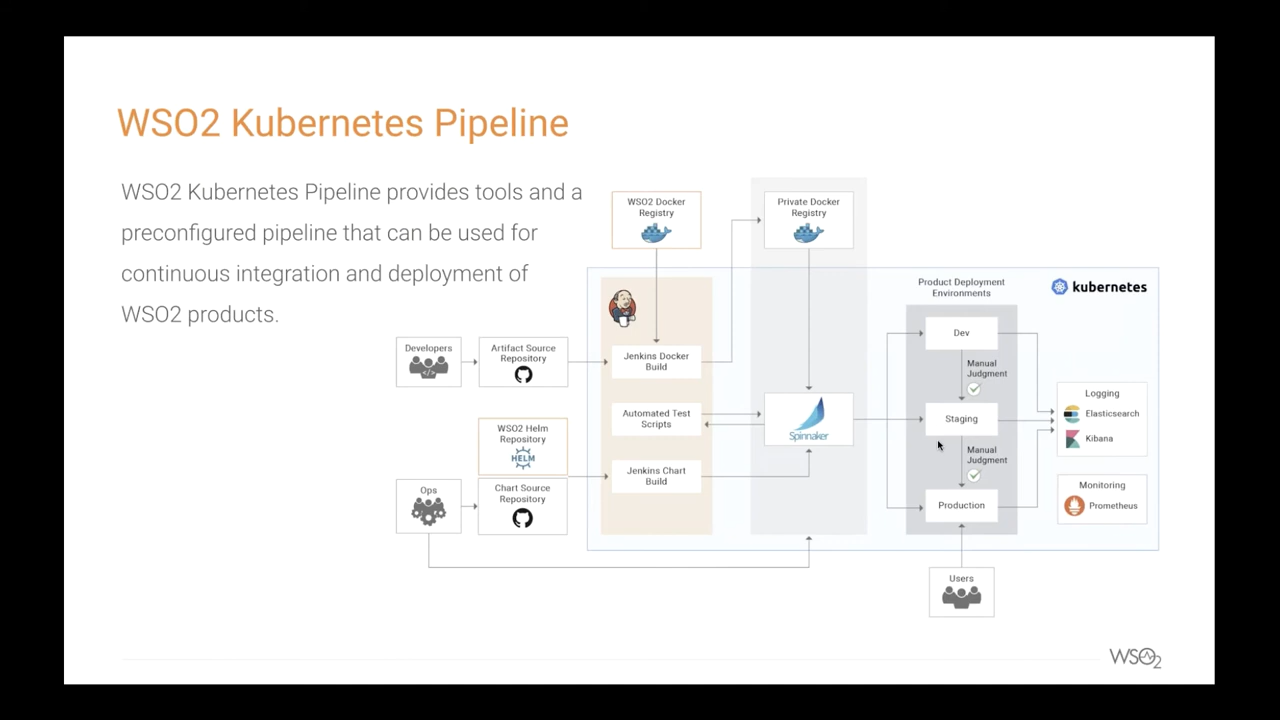 WSO2 Kubernetes Pipeline
WSO2 Kubernetes Pipeline provides tools and a
preconfigured pipeline that can be used for
continuous integration and deployment of
WSO2 products.
WSO2 Docker
Registry
Private Docker
Registry
Product Deployment
Environments
kubernetes
Developers
Artifact Source
Repository
Jenkins Docker
Build
Dev
Manual
Judgment
WSO2 Helm
Repository
HELM
Automated Test
Scripts
Spinnaker
Staging
Logging
Elasticsearch
Kibana
Manual
Judgment
Ops
Chart Source
Repository
Jenkins Chart
Build
Production
Monitoring
Prometheus
Users
WSO2